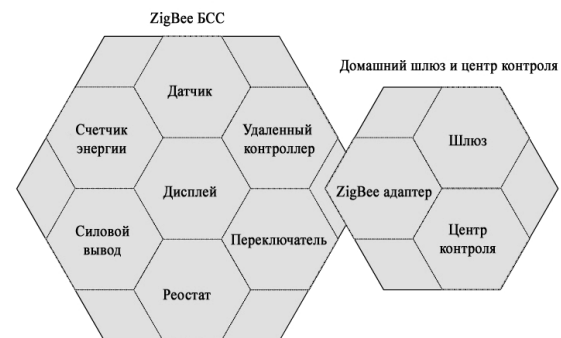 ZigBee БСС
Домашний шлюз и центр контроля
Датчик
Счетчик
энергии
Удаленный
контроллер
Шлюз
Дисплей
ZigBee адаптер
Силовой
вывод
Переключатель
Центр
контроля
Реостат